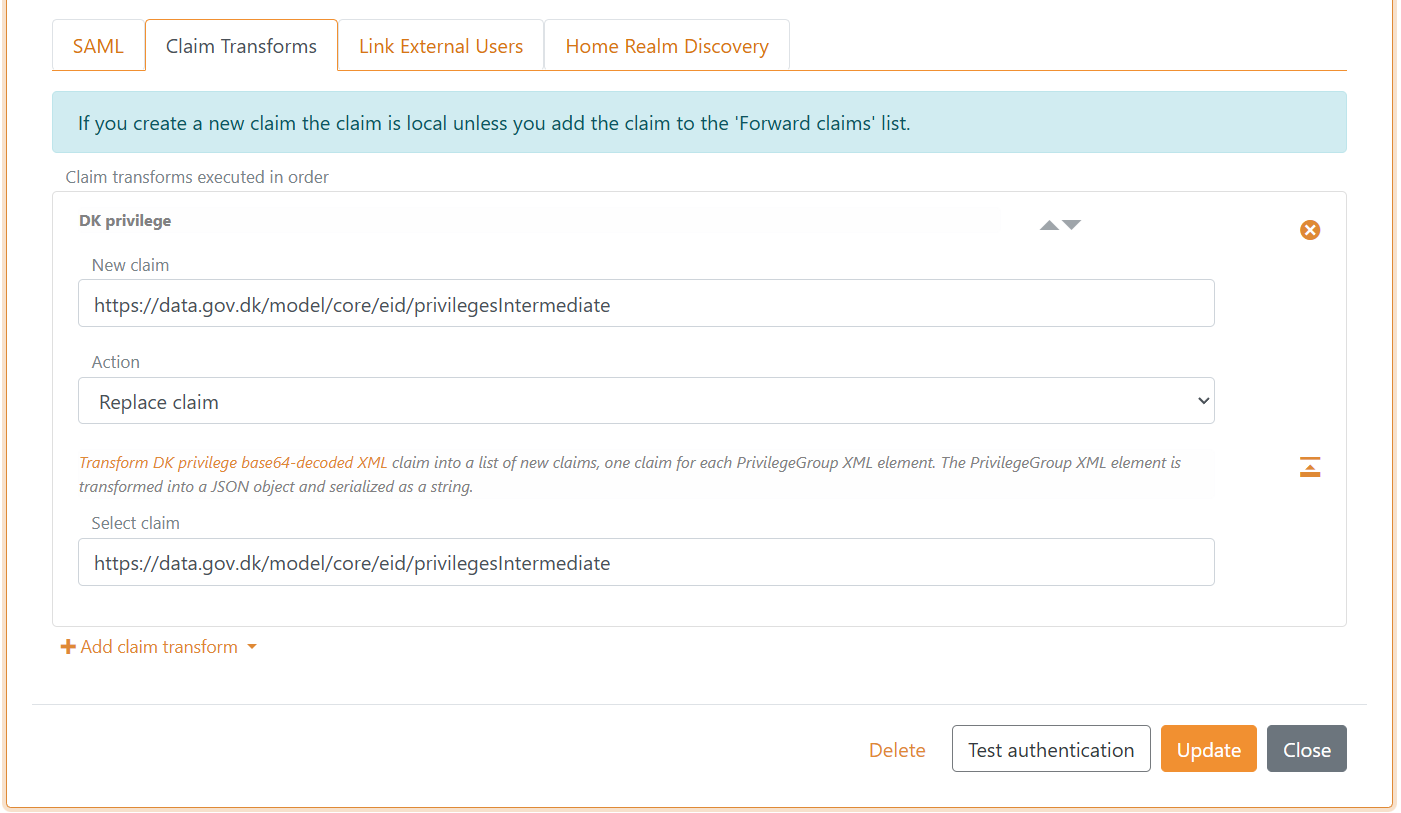 SAML
Claim Transforms
Link External Users
Home Realm Discovery
If you create a new claim the claim is local unless you add the claim to the 'Forward claims' list.
Claim transforms executed in order
DK privilege
New claim
https://data.gov.dk/model/core/eid/privilegesIntermediate
Action
Replace claim
Transform DK privilege base64-decoded XML claim into a list of new claims, one claim for each PrivilegeGroup XML element. The PrivilegeGroup XML element is
transformed into a JSON object and serialized as a string.
Select claim
https://data.gov.dk/model/core/eid/privilegesIntermediate
Add claim transform
Delete
Test authentication
Update
Close